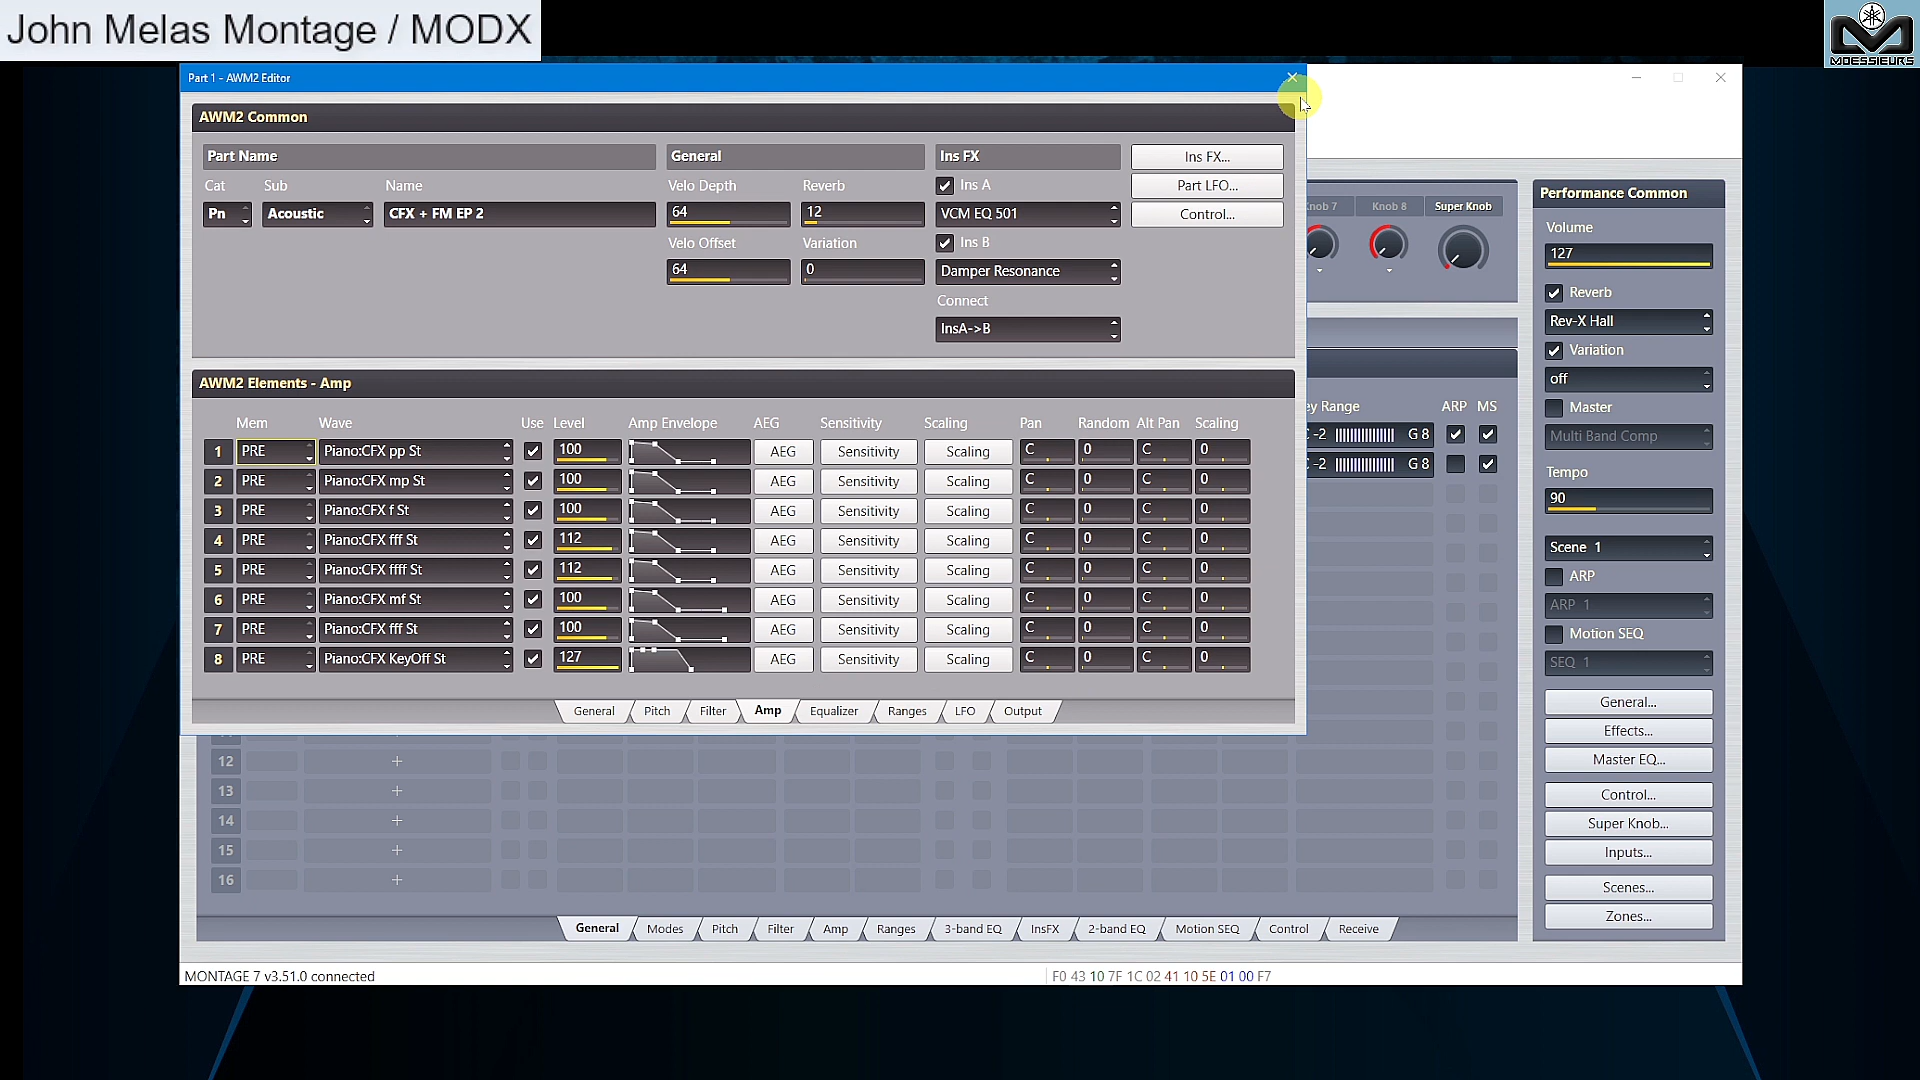 John Melas Montage / MODX
MOESSIEURS
Part 1 - AWM2 Editor
AWM2 Common
Part Name
General
Ins FX
Ins FX...
Cat Sub Name
Velo Depth Reverb
Ins A
Part LFO...
Pn Acoustic CFX + FM EP 2
64 12
VCM EQ 501
Control...
Velo Offset Variation
Ins B
64 0
Damper Resonance
Connect
InsA->B
AWM2 Elements - Amp
Mem Wave Use Level Amp Envelope AEG Sensitivity Scaling Pan Random Alt Pan Scaling
1 PRE Piano:CFX pp St 100 AEG Sensitivity Scaling C 0 C 0
2 PRE Piano:CFX mp St 100 AEG Sensitivity Scaling C 0 C 0
3 PRE Piano:CFX f St 100 AEG Sensitivity Scaling C 0 C 0
4 PRE Piano:CFX fff St 112 AEG Sensitivity Scaling C 0 C 0
5 PRE Piano:CFX ffff St 112 AEG Sensitivity Scaling C 0 C 0
6 PRE Piano:CFX mf St 100 AEG Sensitivity Scaling C 0 C 0
7 PRE Piano:CFX fff St 100 AEG Sensitivity Scaling C 0 C 0
8 PRE Piano:CFX KeyOff St 127 AEG Sensitivity Scaling C 0 C 0
General Pitch Filter Amp Equalizer Ranges LFO Output
Knob 8 Super Knob
Range ARP MS
-2 G 8
-2 G 8
12 +
13 +
14 +
15 +
16 +
General Modes Pitch Filter Amp Ranges 3-band EQ InsFX 2-band EQ Motion SEQ Control Receive
Performance Common
Volume
127
Reverb
Rev-X Hall
Variation
off
Master
Multi Band Comp
Tempo
90
Scene 1
ARP
ARP 1
Motion SEQ
SEQ 1
General...
Effects...
Master EQ...
Control...
Super Knob...
Inputs...
Scenes...
Zones...
MONTAGE 7 v3.51.0 connected
F0 43 10 7F 1C 02 41 10 5E 01 00 F7